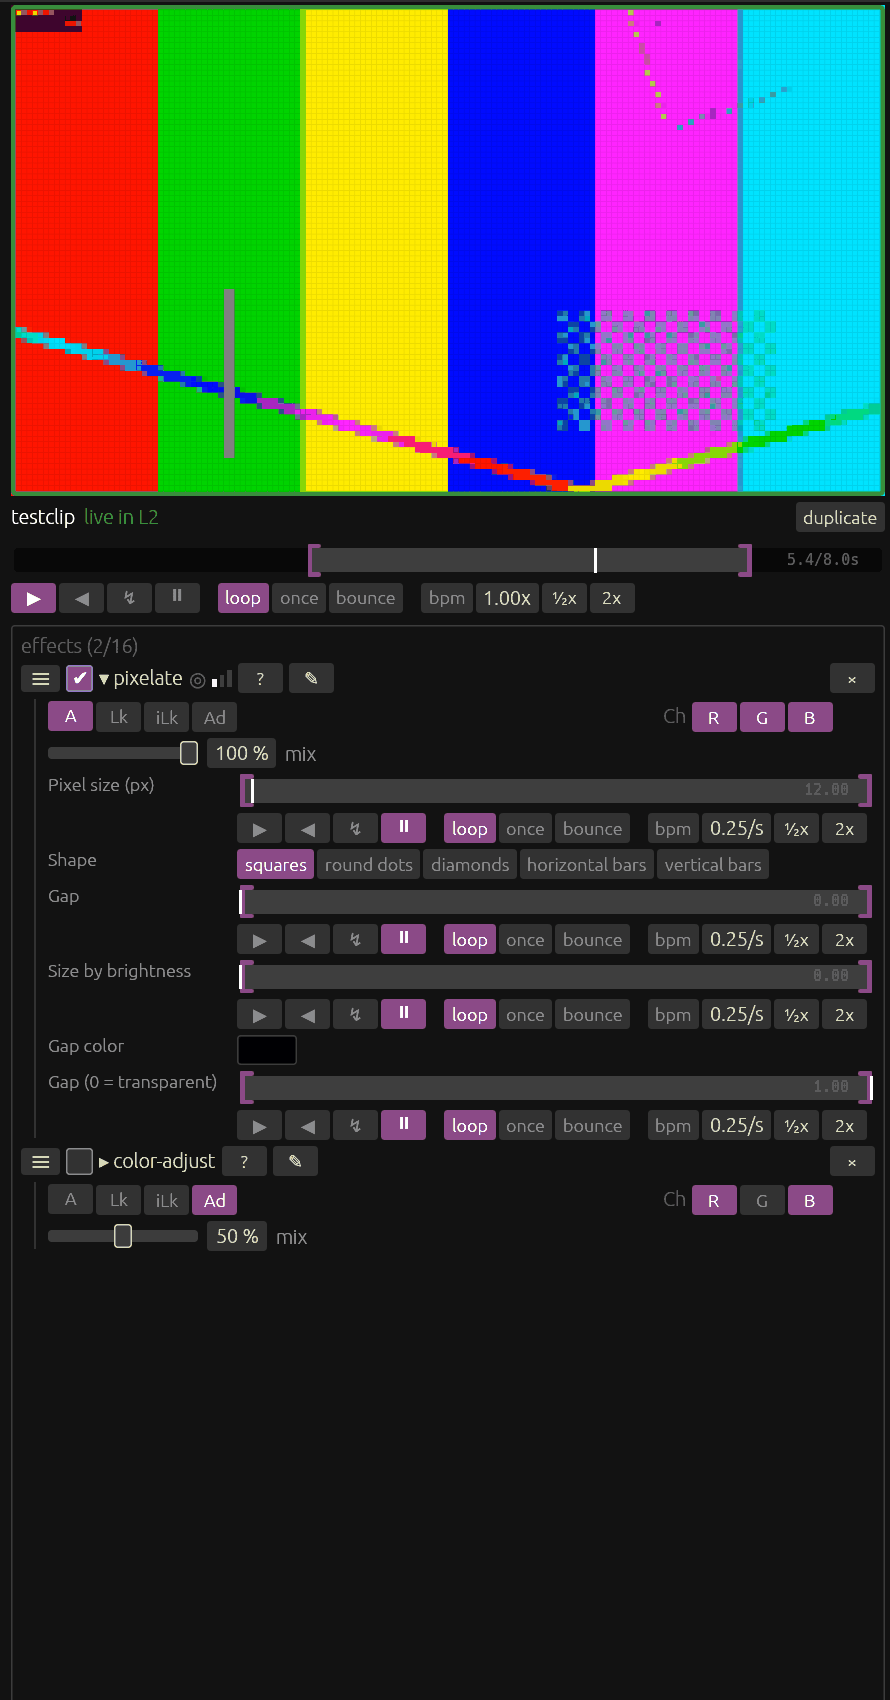 testclip live in L2 duplicate
5.4/8.0s
▶ ◀ ↯ ⏸ loop once bounce bpm 1.00x ½x 2x
effects (2/16)
☰ ✔ ▾ pixelate ◎ ? ✎ ×
A Lk iLk Ad Ch R G B
100 % mix
Pixel size (px) 12.00
▶ ◀ ↯ ⏸ loop once bounce bpm 0.25/s ½x 2x
Shape squares round dots diamonds horizontal bars vertical bars
Gap 0.00
▶ ◀ ↯ ⏸ loop once bounce bpm 0.25/s ½x 2x
Size by brightness 0.00
▶ ◀ ↯ ⏸ loop once bounce bpm 0.25/s ½x 2x
Gap color
Gap (0 = transparent) 1.00
▶ ◀ ↯ ⏸ loop once bounce bpm 0.25/s ½x 2x
☰ ▸ color-adjust ? ✎ ×
A Lk iLk Ad Ch R G B
50 % mix